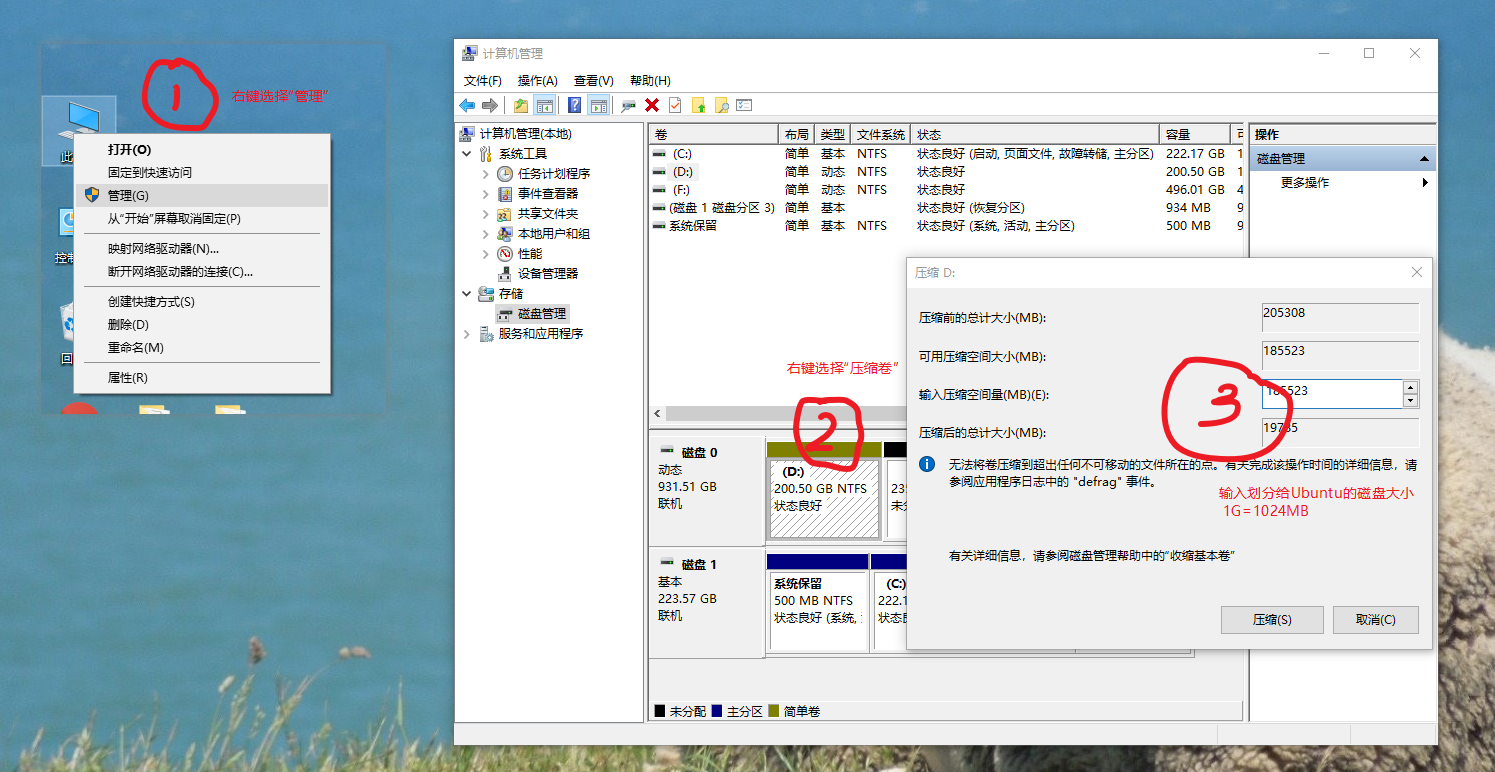 1
右键选择“管理”
此
打开(O)
固定到快速访问
管理(G)
从“开始”屏幕取消固定(P)
映射网络驱动器(N)...
断开网络驱动器的连接(C)...
创建快捷方式(S)
删除(D)
重命名(M)
属性(R)
控制
回
计算机管理
文件(F) 操作(A) 查看(V) 帮助(H)
计算机管理(本地)
系统工具
任务计划程序
事件查看器
共享文件夹
本地用户和组
性能
设备管理器
存储
磁盘管理
服务和应用程序
卷 布局 类型 文件系统 状态 容量
(C:) 简单 基本 NTFS 状态良好 (启动, 页面文件, 故障转储, 主分区) 222.17 GB 1
(D:) 简单 动态 NTFS 状态良好 200.50 GB 1
(F:) 简单 动态 NTFS 状态良好 496.01 GB 4
(磁盘 1 磁盘分区 3) 简单 基本 状态良好 (恢复分区) 934 MB 9
系统保留 简单 基本 NTFS 状态良好 (系统, 活动, 主分区) 500 MB 9
操作
磁盘管理
更多操作
右键选择“压缩卷”
2
磁盘 0
动态
931.51 GB
联机
(D:)
200.50 GB NTFS
状态良好
23
未分
磁盘 1
基本
223.57 GB
联机
系统保留
500 MB NTFS
状态良好 (系统,
(C:)
222.1
状态良
未分配 主分区 简单卷
压缩 D:
压缩前的总计大小(MB): 205308
可用压缩空间大小(MB): 185523
输入压缩空间量(MB)(E): 185523
压缩后的总计大小(MB): 19785
3
无法将卷压缩到超出任何不可移动的文件所在的点。有关完成该操作时间的详细信息，请
参阅应用程序日志中的 "defrag" 事件。
输入划分给Ubuntu的磁盘大小
1G=1024MB
有关详细信息，请参阅磁盘管理帮助中的“收缩基本卷”
压缩(S) 取消(C)